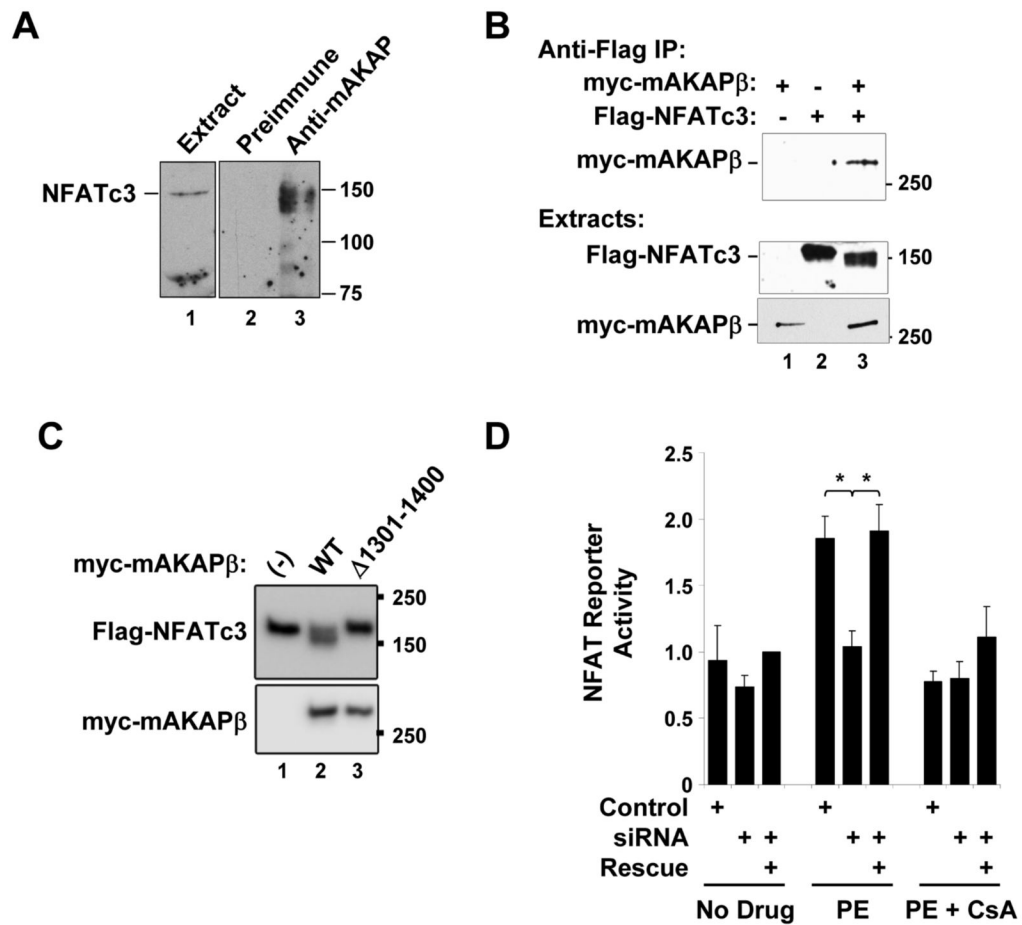 A
Extract
Preimmune
Anti-mAKAP
NFATc3
150
100
75
1 2 3
B
Anti-Flag IP:
myc-mAKAPβ: + - +
Flag-NFATc3: - + +
myc-mAKAPβ
250
Extracts:
Flag-NFATc3
150
myc-mAKAPβ
250
1 2 3
C
myc-mAKAPβ: (-) WT Δ1301-1400
250
Flag-NFATc3
150
myc-mAKAPβ
250
1 2 3
D
NFAT Reporter
Activity
2.5
2.0
1.5
1.0
0.5
0
* *
Control + + +
siRNA + + + + + +
Rescue + + +
No Drug PE PE + CsA